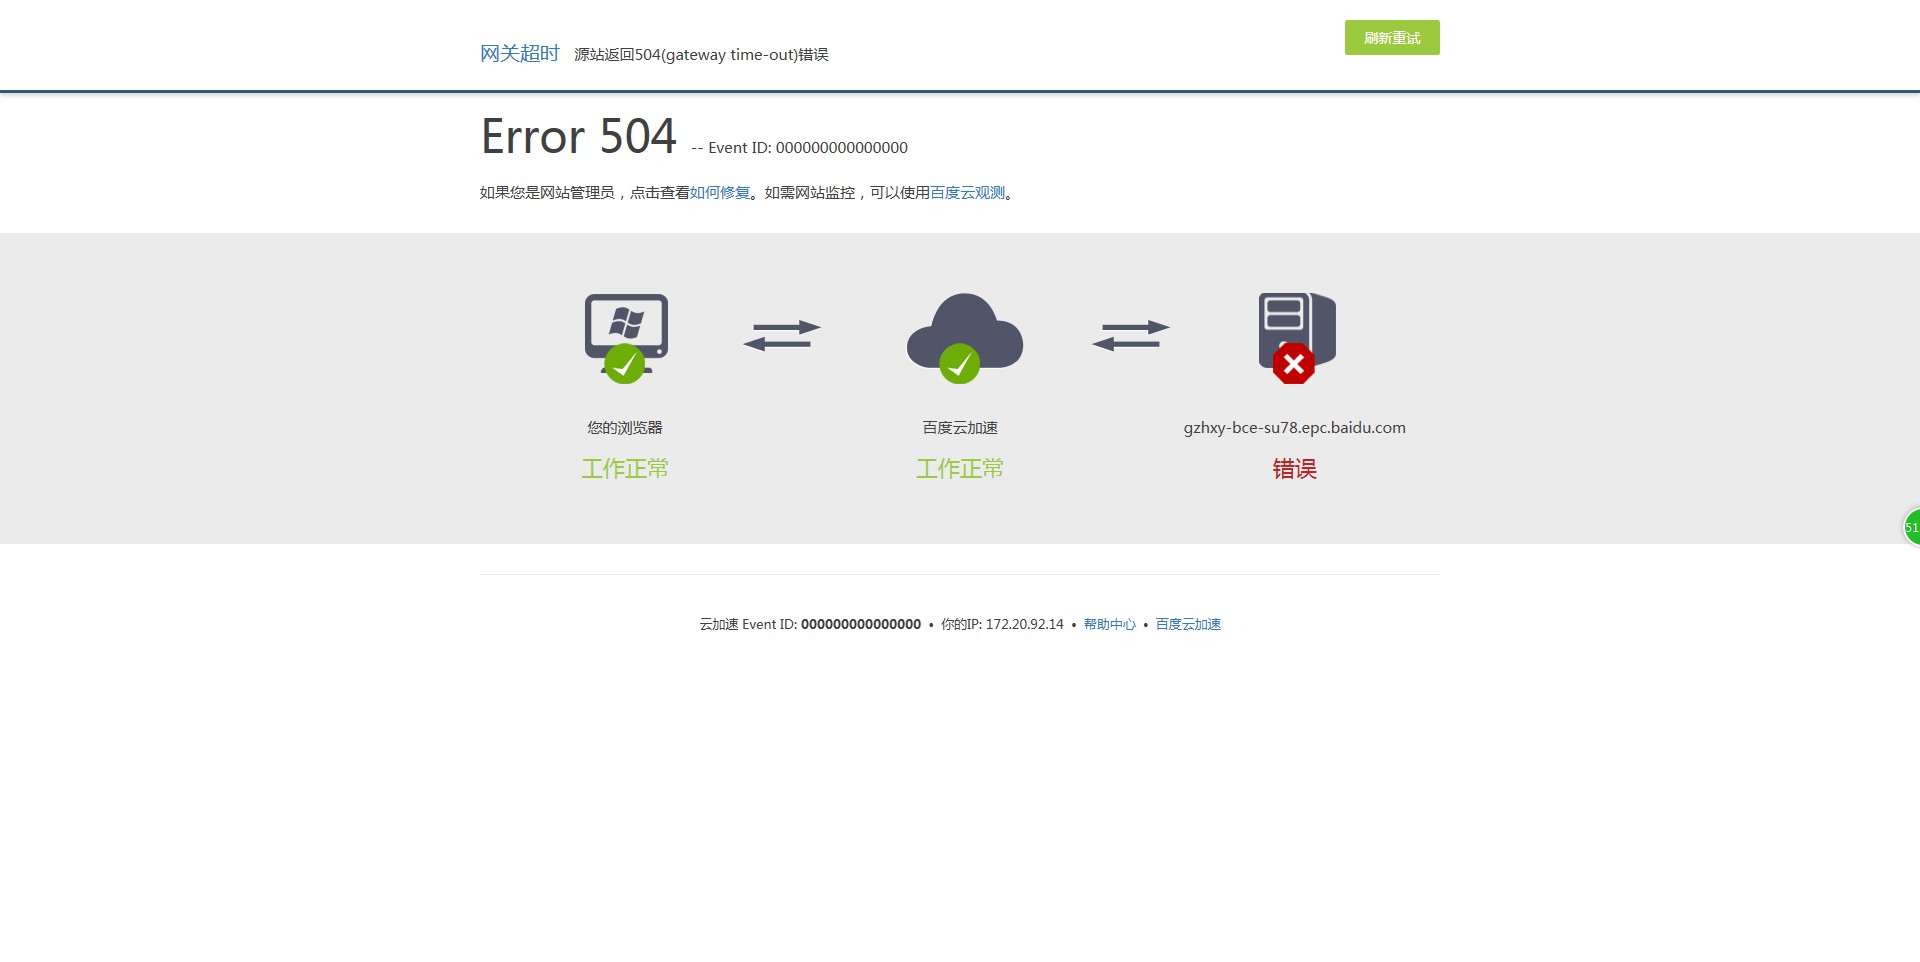 刷新重试
网关超时 源站返回504(gateway time-out)错误
Error 504 -- Event ID: 000000000000000
如果您是网站管理员，点击查看如何修复。如需网站监控，可以使用百度云观测。
您的浏览器 百度云加速 gzhxy-bce-su78.epc.baidu.com
工作正常 工作正常 错误
51
云加速 Event ID: 000000000000000 • 你的IP: 172.20.92.14 • 帮助中心 • 百度云加速